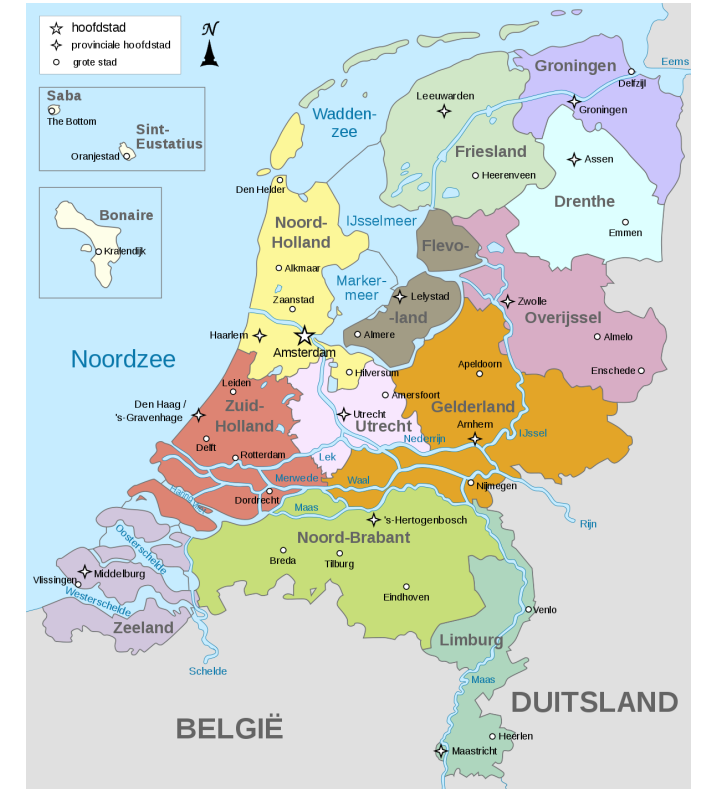 hoofdstad
provinciale hoofdstad
grote stad
N
Saba
The Bottom
Sint-
Eustatius
Oranjestad
Bonaire
Kralendijk
Groningen
Eems
Delfzijl
Leeuwarden
Groningen
Wadden-
zee
Friesland
Assen
Heerenveen
Den Helder
Drenthe
Noord-
Holland
IJsselmeer
Emmen
Flevo-
Alkmaar
Marker-
meer
Lelystad
Zwolle
Zaanstad
-land
Overijssel
Haarlem
Almere
Almelo
Amsterdam
Noordzee
Hilversum
Apeldoorn
Enschede
Leiden
Amersfoort
Den Haag /
's-Gravenhage
Zuid-
Holland
Utrecht
Utrecht
Gelderland
Arnhem
IJssel
Delft
Nederrijn
Rotterdam
Lek
Merwede
Waal
Nijmegen
Dordrecht
Maas
Rijn
's-Hertogenbosch
Oosterschelde
Noord-Brabant
Breda
Tilburg
Middelburg
Vlissingen
Westerschelde
Eindhoven
Venlo
Zeeland
Limburg
Schelde
Maas
DUITSLAND
BELGIË
Heerlen
Maastricht